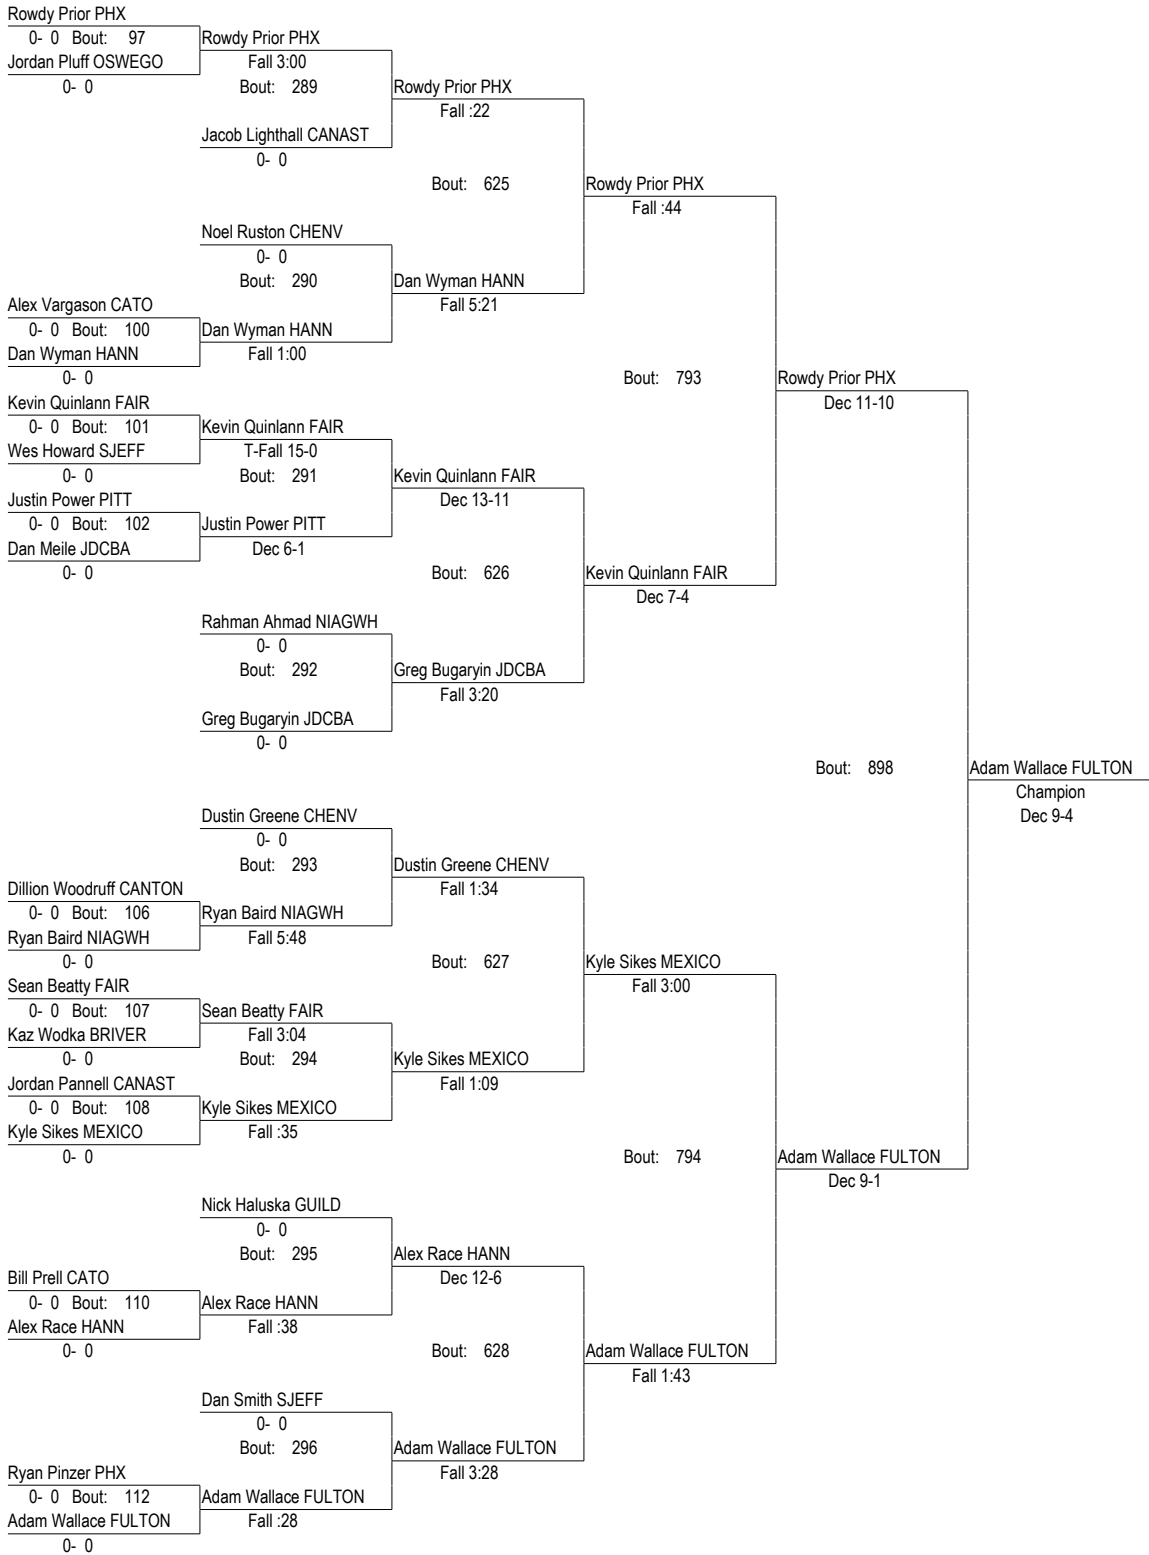 Rowdy Prior PHX
0- 0 Bout: 97 Rowdy Prior PHX
Jordan Pluff OSWEGO Fall 3:00
0- 0 Bout: 289 Rowdy Prior PHX
Fall :22
Jacob Lighthall CANAST
0- 0
Bout: 625 Rowdy Prior PHX
Fall :44
Noel Ruston CHENV
0- 0
Bout: 290 Dan Wyman HANN
Alex Vargason CATO Fall 5:21
0- 0 Bout: 100 Dan Wyman HANN
Dan Wyman HANN Fall 1:00
0- 0 Bout: 793 Rowdy Prior PHX
Kevin Quinlann FAIR Dec 11-10
0- 0 Bout: 101 Kevin Quinlann FAIR
Wes Howard SJEFF T-Fall 15-0
0- 0 Bout: 291 Kevin Quinlann FAIR
Justin Power PITT Dec 13-11
0- 0 Bout: 102 Justin Power PITT
Dan Meile JDCBA Dec 6-1
0- 0 Bout: 626 Kevin Quinlann FAIR
Dec 7-4
Rahman Ahmad NIAGWH
0- 0
Bout: 292 Greg Bugaryin JDCBA
Fall 3:20
Greg Bugaryin JDCBA
0- 0
Bout: 898 Adam Wallace FULTON
Champion
Dustin Greene CHENV Dec 9-4
0- 0
Bout: 293 Dustin Greene CHENV
Dillion Woodruff CANTON Fall 1:34
0- 0 Bout: 106 Ryan Baird NIAGWH
Ryan Baird NIAGWH Fall 5:48
0- 0 Bout: 627 Kyle Sikes MEXICO
Sean Beatty FAIR Fall 3:00
0- 0 Bout: 107 Sean Beatty FAIR
Kaz Wodka BRIVER Fall 3:04
0- 0 Bout: 294 Kyle Sikes MEXICO
Jordan Pannell CANAST Fall 1:09
0- 0 Bout: 108 Kyle Sikes MEXICO
Kyle Sikes MEXICO Fall :35
0- 0 Bout: 794 Adam Wallace FULTON
Dec 9-1
Nick Haluska GUILD
0- 0
Bout: 295 Alex Race HANN
Bill Prell CATO Dec 12-6
0- 0 Bout: 110 Alex Race HANN
Alex Race HANN Fall :38
0- 0 Bout: 628 Adam Wallace FULTON
Fall 1:43
Dan Smith SJEFF
0- 0
Bout: 296 Adam Wallace FULTON
Ryan Pinzer PHX Fall 3:28
0- 0 Bout: 112 Adam Wallace FULTON
Adam Wallace FULTON Fall :28
0- 0